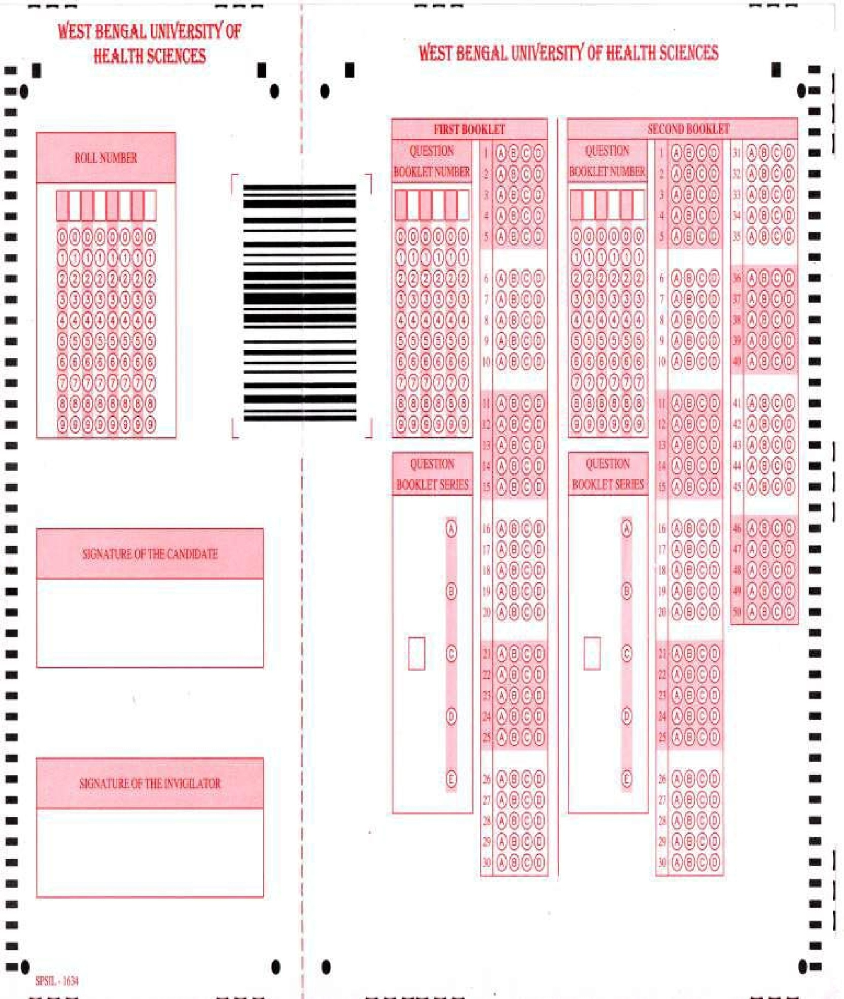 WEST BENGAL UNIVERSITY OF
HEALTH SCIENCES
ROLL NUMBER
0 0 0 0 0 0 0 0
1 1 1 1 1 1 1 1
2 2 2 2 2 2 2 2
3 3 3 3 3 3 3 3
4 4 4 4 4 4 4 4
5 5 5 5 5 5 5 5
6 6 6 6 6 6 6 6
7 7 7 7 7 7 7 7
8 8 8 8 8 8 8 8
9 9 9 9 9 9 9 9
SIGNATURE OF THE CANDIDATE
SIGNATURE OF THE INVIGILATOR
SPSIL - 1634
WEST BENGAL UNIVERSITY OF HEALTH SCIENCES
FIRST BOOKLET
QUESTION
BOOKLET NUMBER
0 0 0 0 0 0
1 1 1 1 1 1
2 2 2 2 2 2
3 3 3 3 3 3
4 4 4 4 4 4
5 5 5 5 5 5
6 6 6 6 6 6
7 7 7 7 7 7
8 8 8 8 8 8
9 9 9 9 9 9
QUESTION
BOOKLET SERIES
A
B
C
D
E
1 A B C D
2 A B C D
3 A B C D
4 A B C D
5 A B C D
6 A B C D
7 A B C D
8 A B C D
9 A B C D
10 A B C D
11 A B C D
12 A B C D
13 A B C D
14 A B C D
15 A B C D
16 A B C D
17 A B C D
18 A B C D
19 A B C D
20 A B C D
21 A B C D
22 A B C D
23 A B C D
24 A B C D
25 A B C D
26 A B C D
27 A B C D
28 A B C D
29 A B C D
30 A B C D
SECOND BOOKLET
QUESTION
BOOKLET NUMBER
0 0 0 0 0 0
1 1 1 1 1 1
2 2 2 2 2 2
3 3 3 3 3 3
4 4 4 4 4 4
5 5 5 5 5 5
6 6 6 6 6 6
7 7 7 7 7 7
8 8 8 8 8 8
9 9 9 9 9 9
QUESTION
BOOKLET SERIES
A
B
C
D
E
1 A B C D
2 A B C D
3 A B C D
4 A B C D
5 A B C D
6 A B C D
7 A B C D
8 A B C D
9 A B C D
10 A B C D
11 A B C D
12 A B C D
13 A B C D
14 A B C D
15 A B C D
16 A B C D
17 A B C D
18 A B C D
19 A B C D
20 A B C D
21 A B C D
22 A B C D
23 A B C D
24 A B C D
25 A B C D
26 A B C D
27 A B C D
28 A B C D
29 A B C D
30 A B C D
31 A B C D
32 A B C D
33 A B C D
34 A B C D
35 A B C D
36 A B C D
37 A B C D
38 A B C D
39 A B C D
40 A B C D
41 A B C D
42 A B C D
43 A B C D
44 A B C D
45 A B C D
46 A B C D
47 A B C D
48 A B C D
49 A B C D
50 A B C D